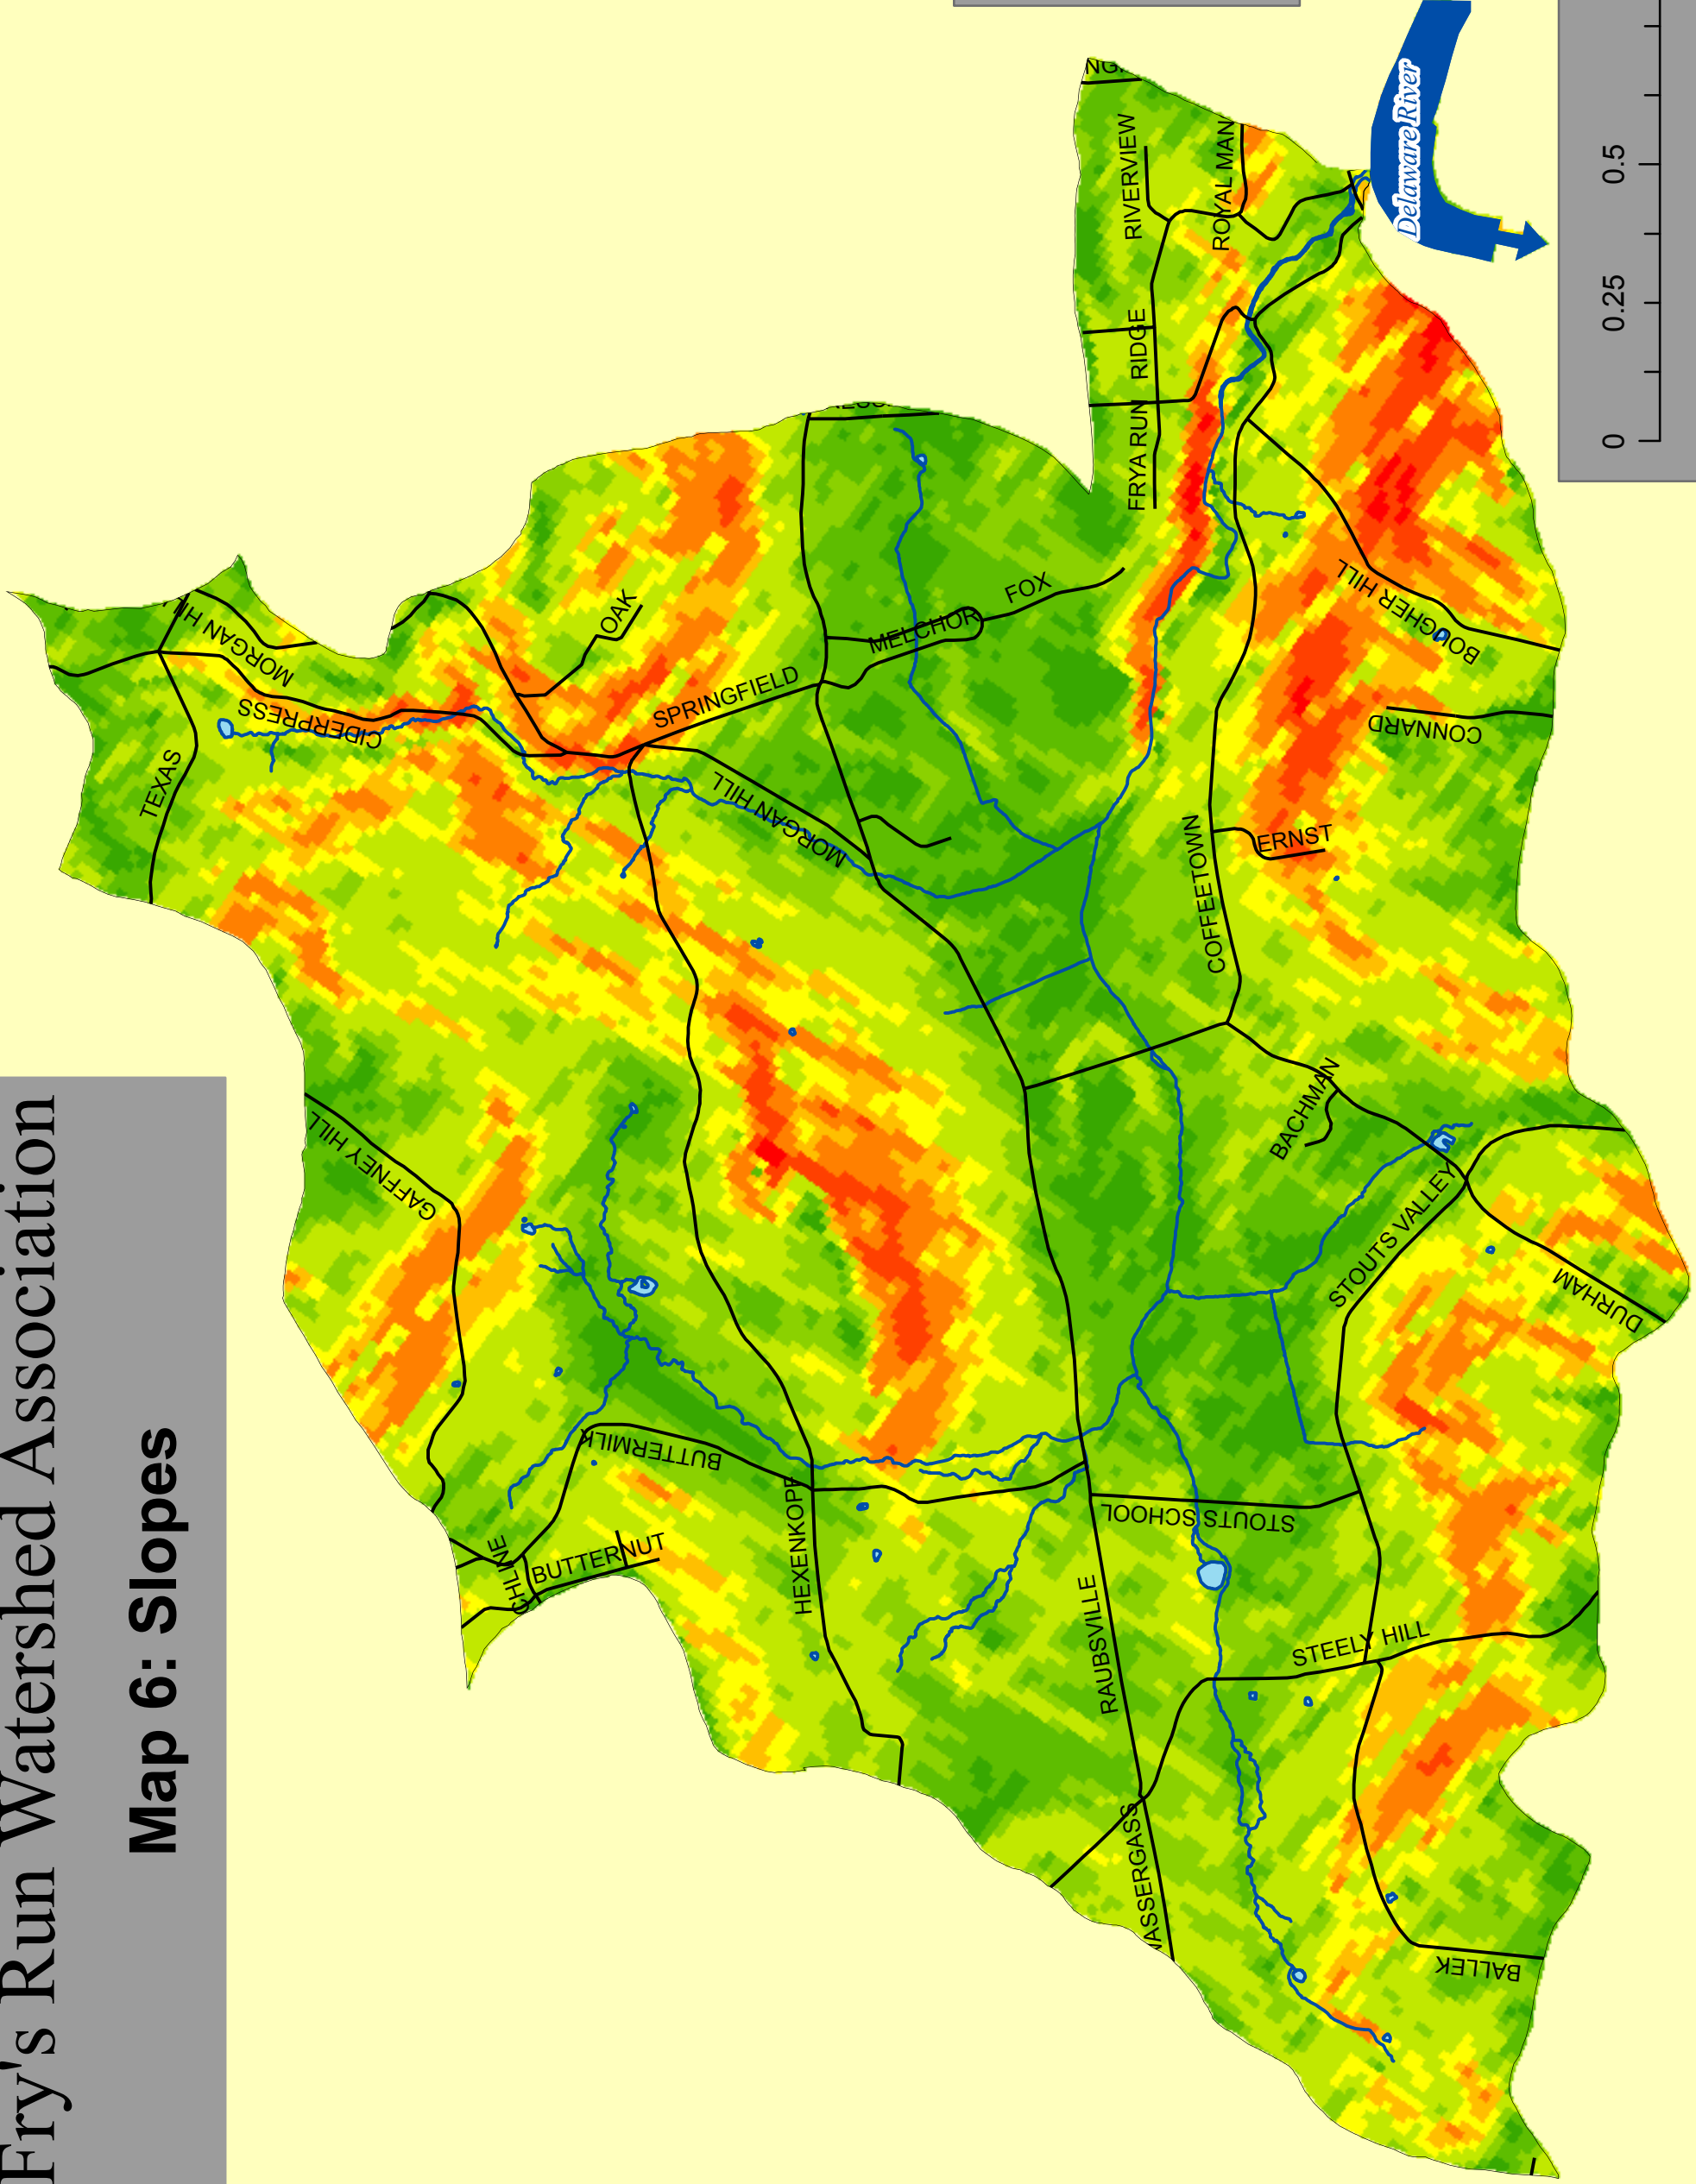 Fry's Run Watershed Association
Map 6: Slopes
TEXAS
MORGAN HILL
CIDERPRESS
OAK
SPRINGFIELD
MORGAN HILL
MELCHOR
FOX
FRYA RUN
RIDGE
RIVERVIEW
ROYAL MAN
Delaware River
GAFFNEY HILL
BUTTERMILK
BUTTERNUT
HEXENKOPF
RAUBSVILLE
STOUTS SCHOOL
COFFEETOWN
ERNST
CONNARD
BOUGHER HILL
BACHMAN
STOUTS VALLEY
DURHAM
STEELY HILL
BALLEK
0
0.25
0.5